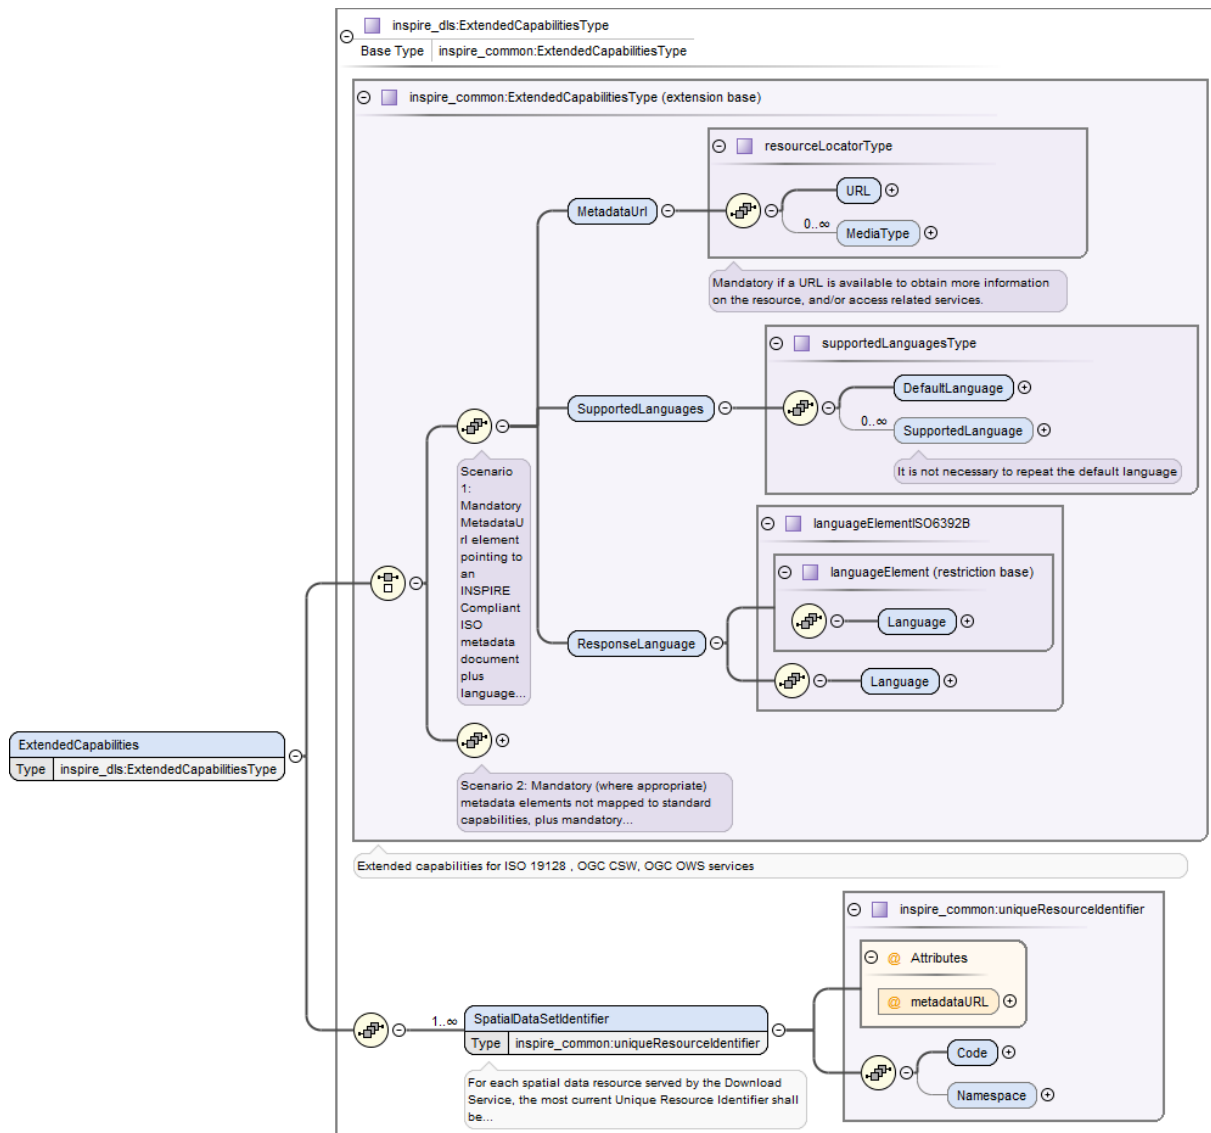 inspire_dls:ExtendedCapabilitiesType
Base Type inspire_common:ExtendedCapabilitiesType
inspire_common:ExtendedCapabilitiesType (extension base)
resourceLocatorType
URL
MetadataUrl
0..∞
MediaType
Mandatory if a URL is available to obtain more information
on the resource, and/or access related services.
supportedLanguagesType
DefaultLanguage
SupportedLanguages
0..∞
SupportedLanguage
It is not necessary to repeat the default language
Scenario
1:
Mandatory
MetadataU
rl element
pointing to
an
INSPIRE
Compliant
ISO
metadata
document
plus
language...
languageElementISO6392B
languageElement (restriction base)
Language
ResponseLanguage
Language
ExtendedCapabilities
Type inspire_dls:ExtendedCapabilitiesType
Scenario 2: Mandatory (where appropriate)
metadata elements not mapped to standard
capabilities, plus mandatory...
Extended capabilities for ISO 19128 , OGC CSW, OGC OWS services
inspire_common:uniqueResourceIdentifier
@ Attributes
@ metadataURL
1..∞
SpatialDataSetIdentifier
Type inspire_common:uniqueResourceIdentifier
Code
Namespace
For each spatial data resource served by the Download
Service, the most current Unique Resource Identifier shall
be...